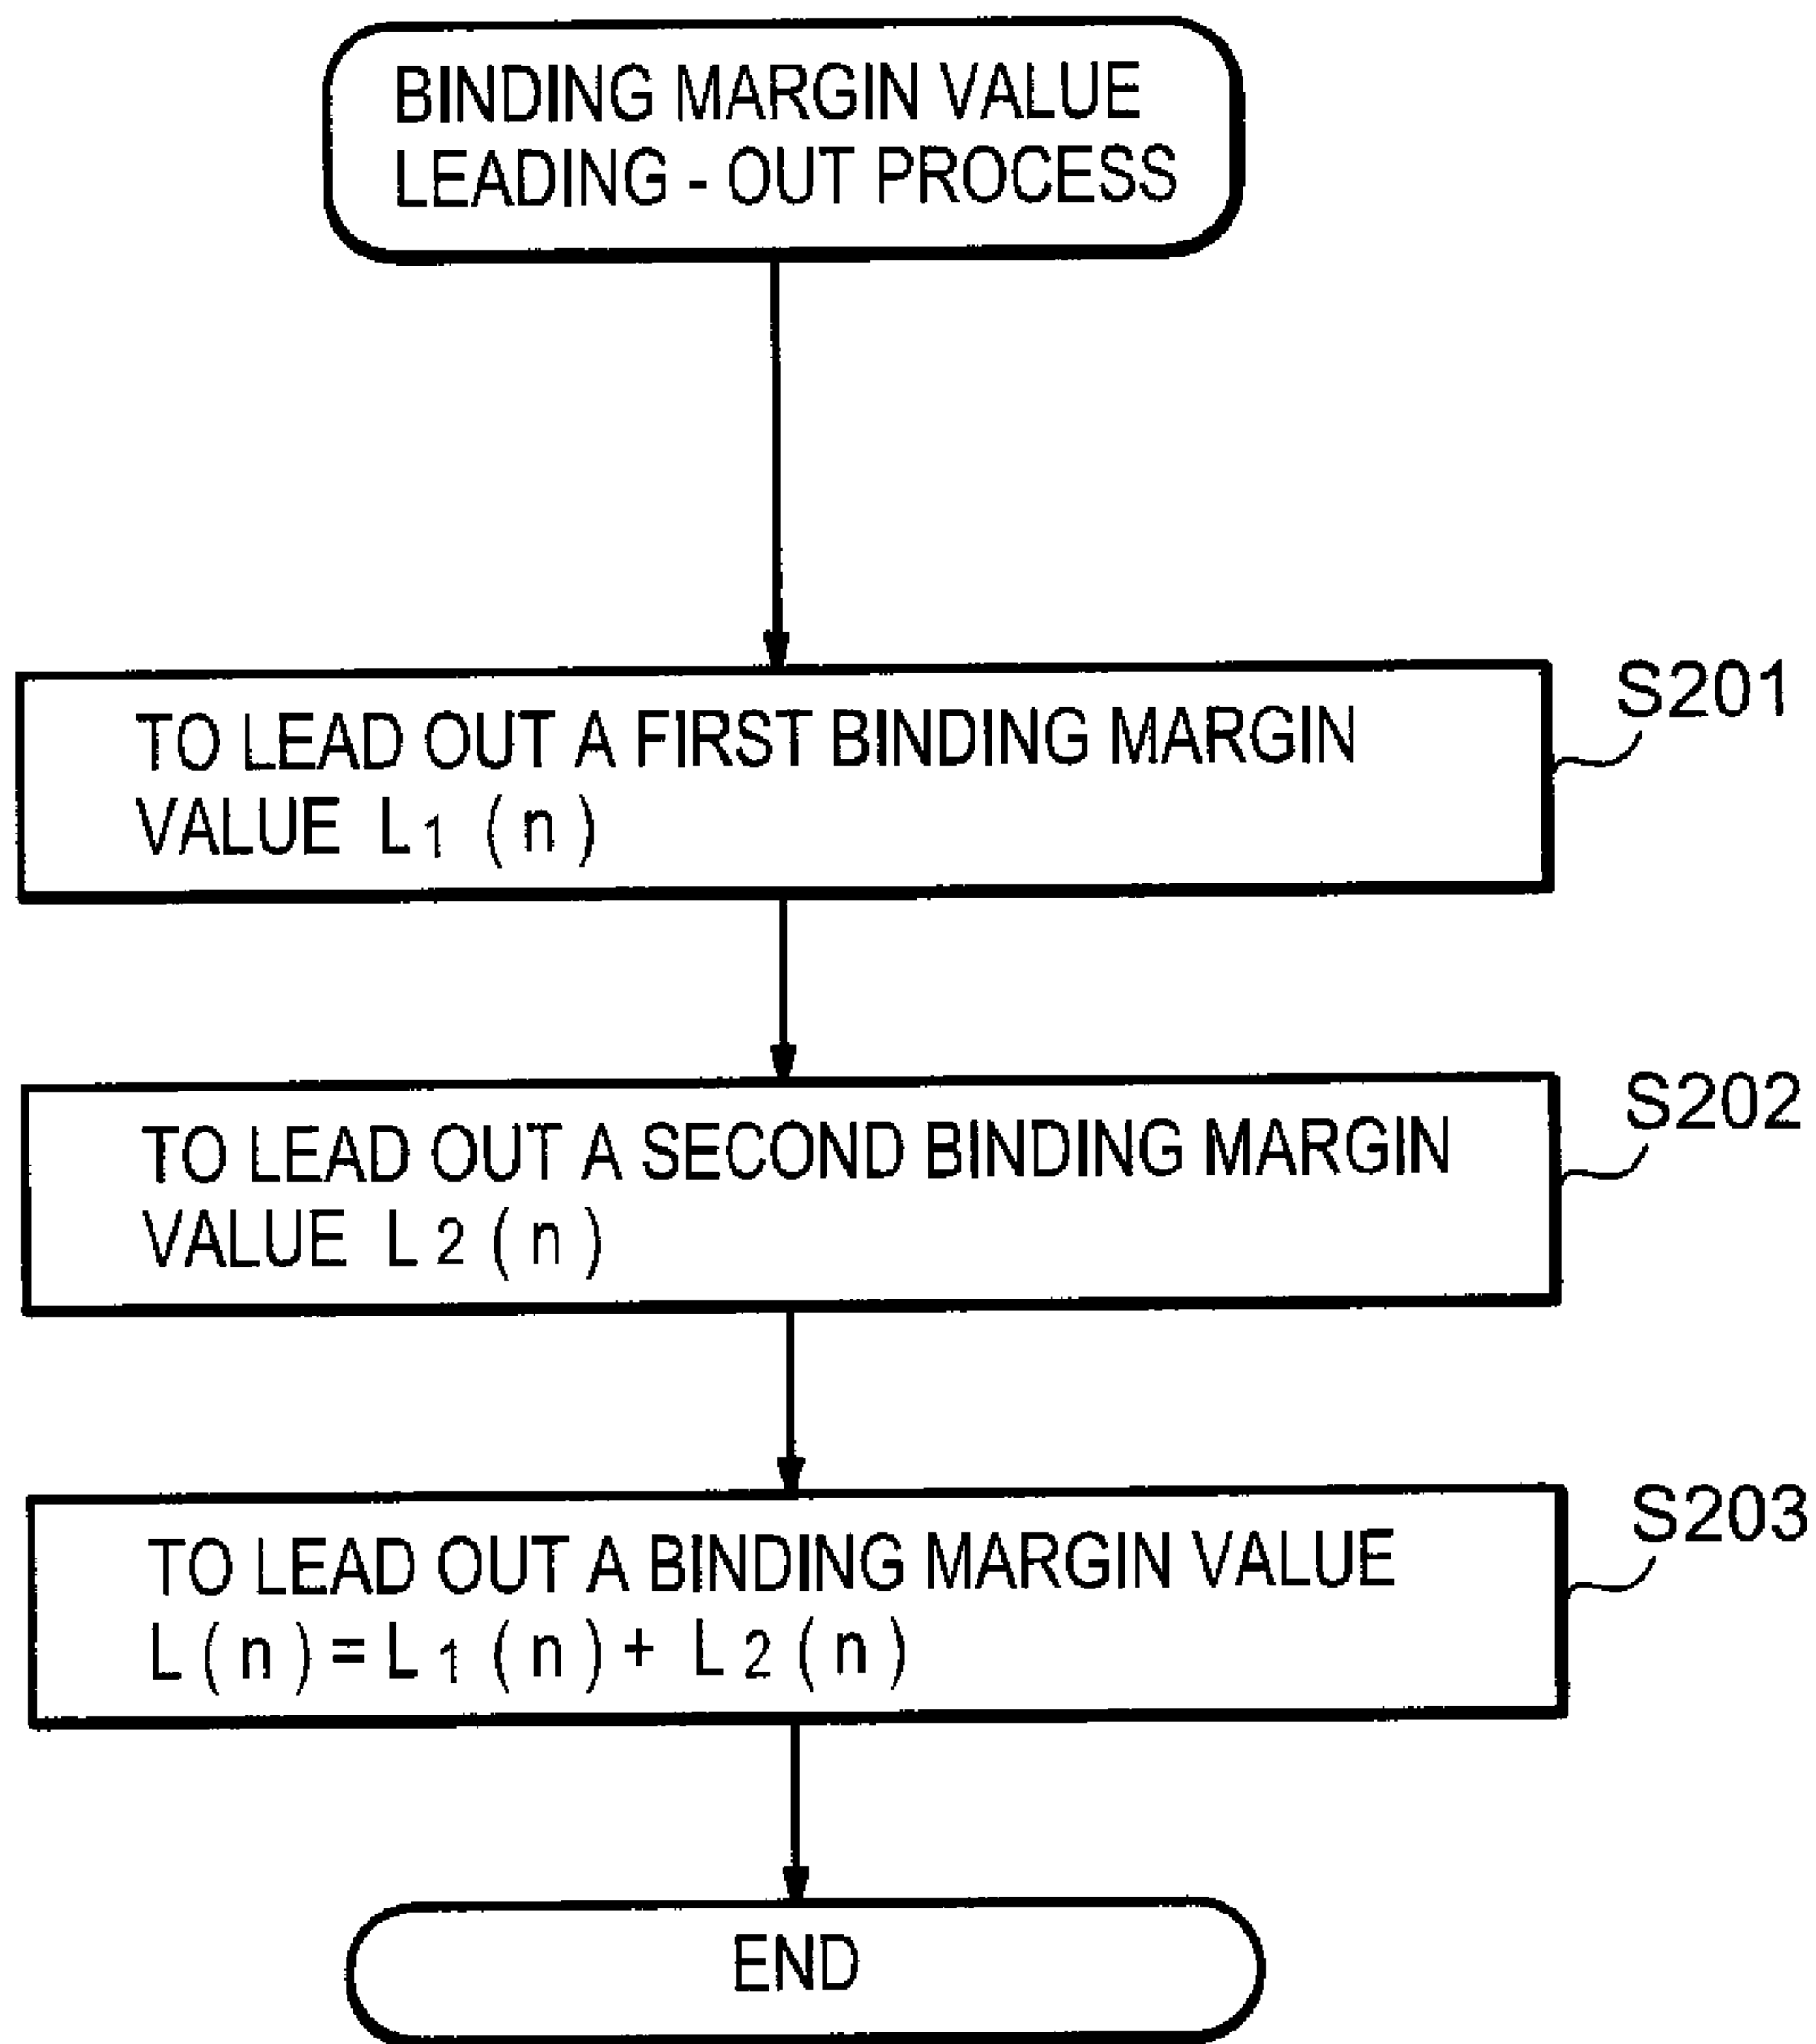 BINDING MARGIN VALUE
LEADING - OUT PROCESS
TO LEAD OUT A FIRST BINDING MARGIN
VALUE L1 (n)
S201
TO LEAD OUT A SECOND BINDING MARGIN
VALUE L2 (n)
S202
TO LEAD OUT A BINDING MARGIN VALUE
L(n)=L1(n)+ L2(n)
S203
END